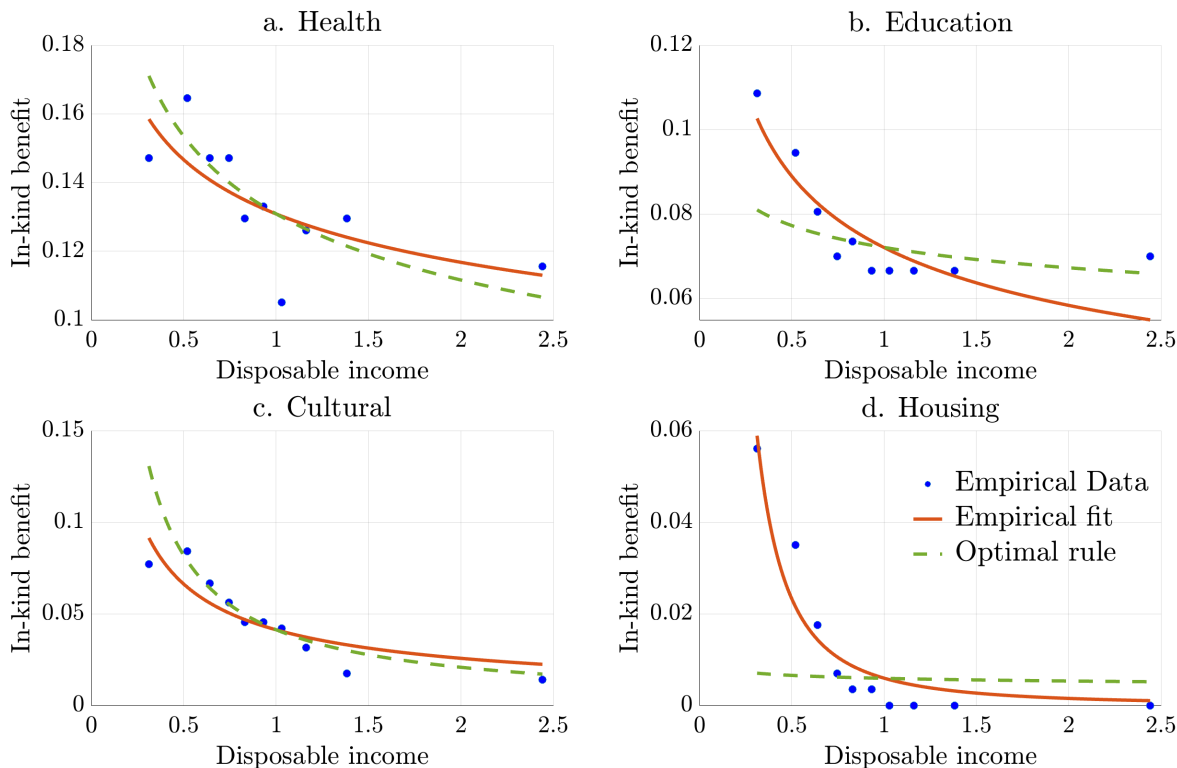 a. Health
In-kind benefit
0.18
0.16
0.14
0.12
0.1
0 0.5 1 1.5 2 2.5
Disposable income
b. Education
In-kind benefit
0.12
0.1
0.08
0.06
0 0.5 1 1.5 2 2.5
Disposable income
c. Cultural
In-kind benefit
0.15
0.1
0.05
0
0 0.5 1 1.5 2 2.5
Disposable income
d. Housing
In-kind benefit
0.06
0.04
0.02
0
0 0.5 1 1.5 2 2.5
Disposable income
Empirical Data
Empirical fit
Optimal rule